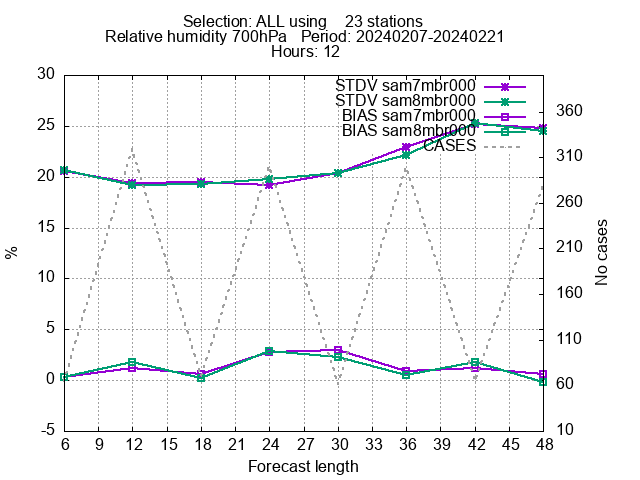 Selection: ALL using    23 stations
Relative humidity 700hPa   Period: 20240207-20240221
Hours: 12
STDV sam7mbr000
STDV sam8mbr000
BIAS sam7mbr000
BIAS sam8mbr000
CASES
30
25
20
15
10
5
0
-5
%
360
310
260
210
160
110
60
10
No cases
6 9 12 15 18 21 24 27 30 33 36 39 42 45 48
Forecast length